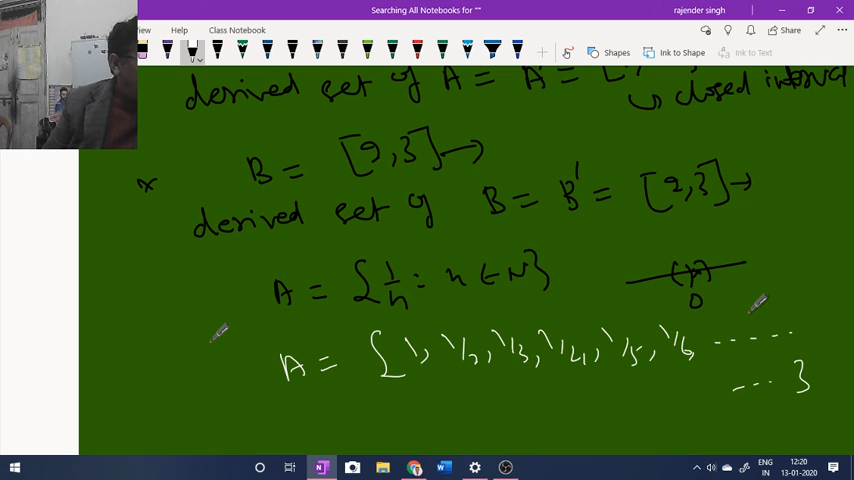 Searching All Notebooks for ""
rajender singh
View Help Class Notebook
Share
Shapes Ink to Shape Ink to Text
derived set of A = A' = [
closed interval
* B = [2,3] →
derived set of B = B' = [2,3] →
A = { 1/n : n ∈ N }
0
A = { 1, 1/2, 1/3, 1/4, 1/5, 1/6, ......
... }
ENG
IN
12:20
13-01-2020